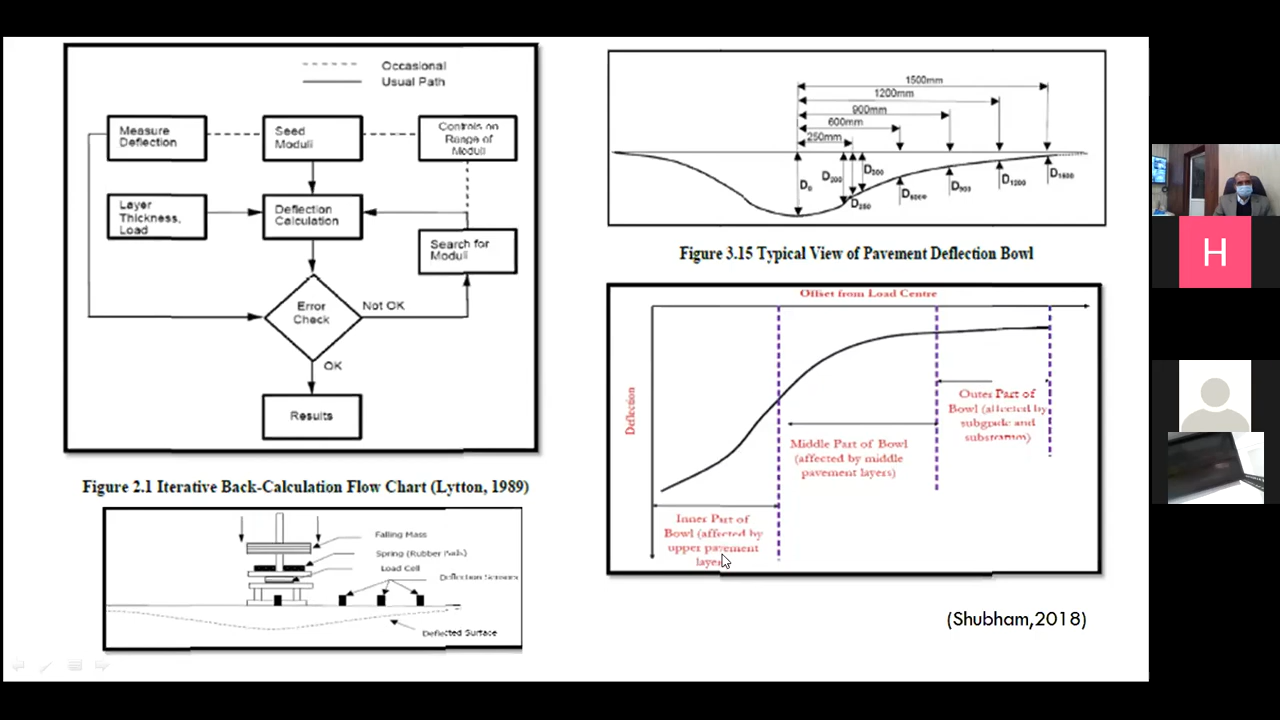 Occasional
Usual Path
Measure
Deflection
Seed
Moduli
Controls on
Range of
Moduli
Layer
Thickness,
Load
Deflection
Calculation
Search for
Moduli
Error
Check
Not OK
OK
Results
Figure 2.1 Iterative Back-Calculation Flow Chart (Lytton, 1989)
Falling Mass
Spring (Rubber Pads)
Load Cell
Deflection Sensors
Deflected Surface
1500mm
1200mm
900mm
600mm
250mm
D0
D200
D250
D300
D900
D1200
Figure 3.15 Typical View of Pavement Deflection Bowl
Offset from Load Centre
Deflection
Inner Part of
Bowl (affected by
upper pavement
Middle Part of Bowl
(affected by middle
pavement layers)
Outer Part of
Bowl (affected by
subgrade and
(Shubham,2018)
H